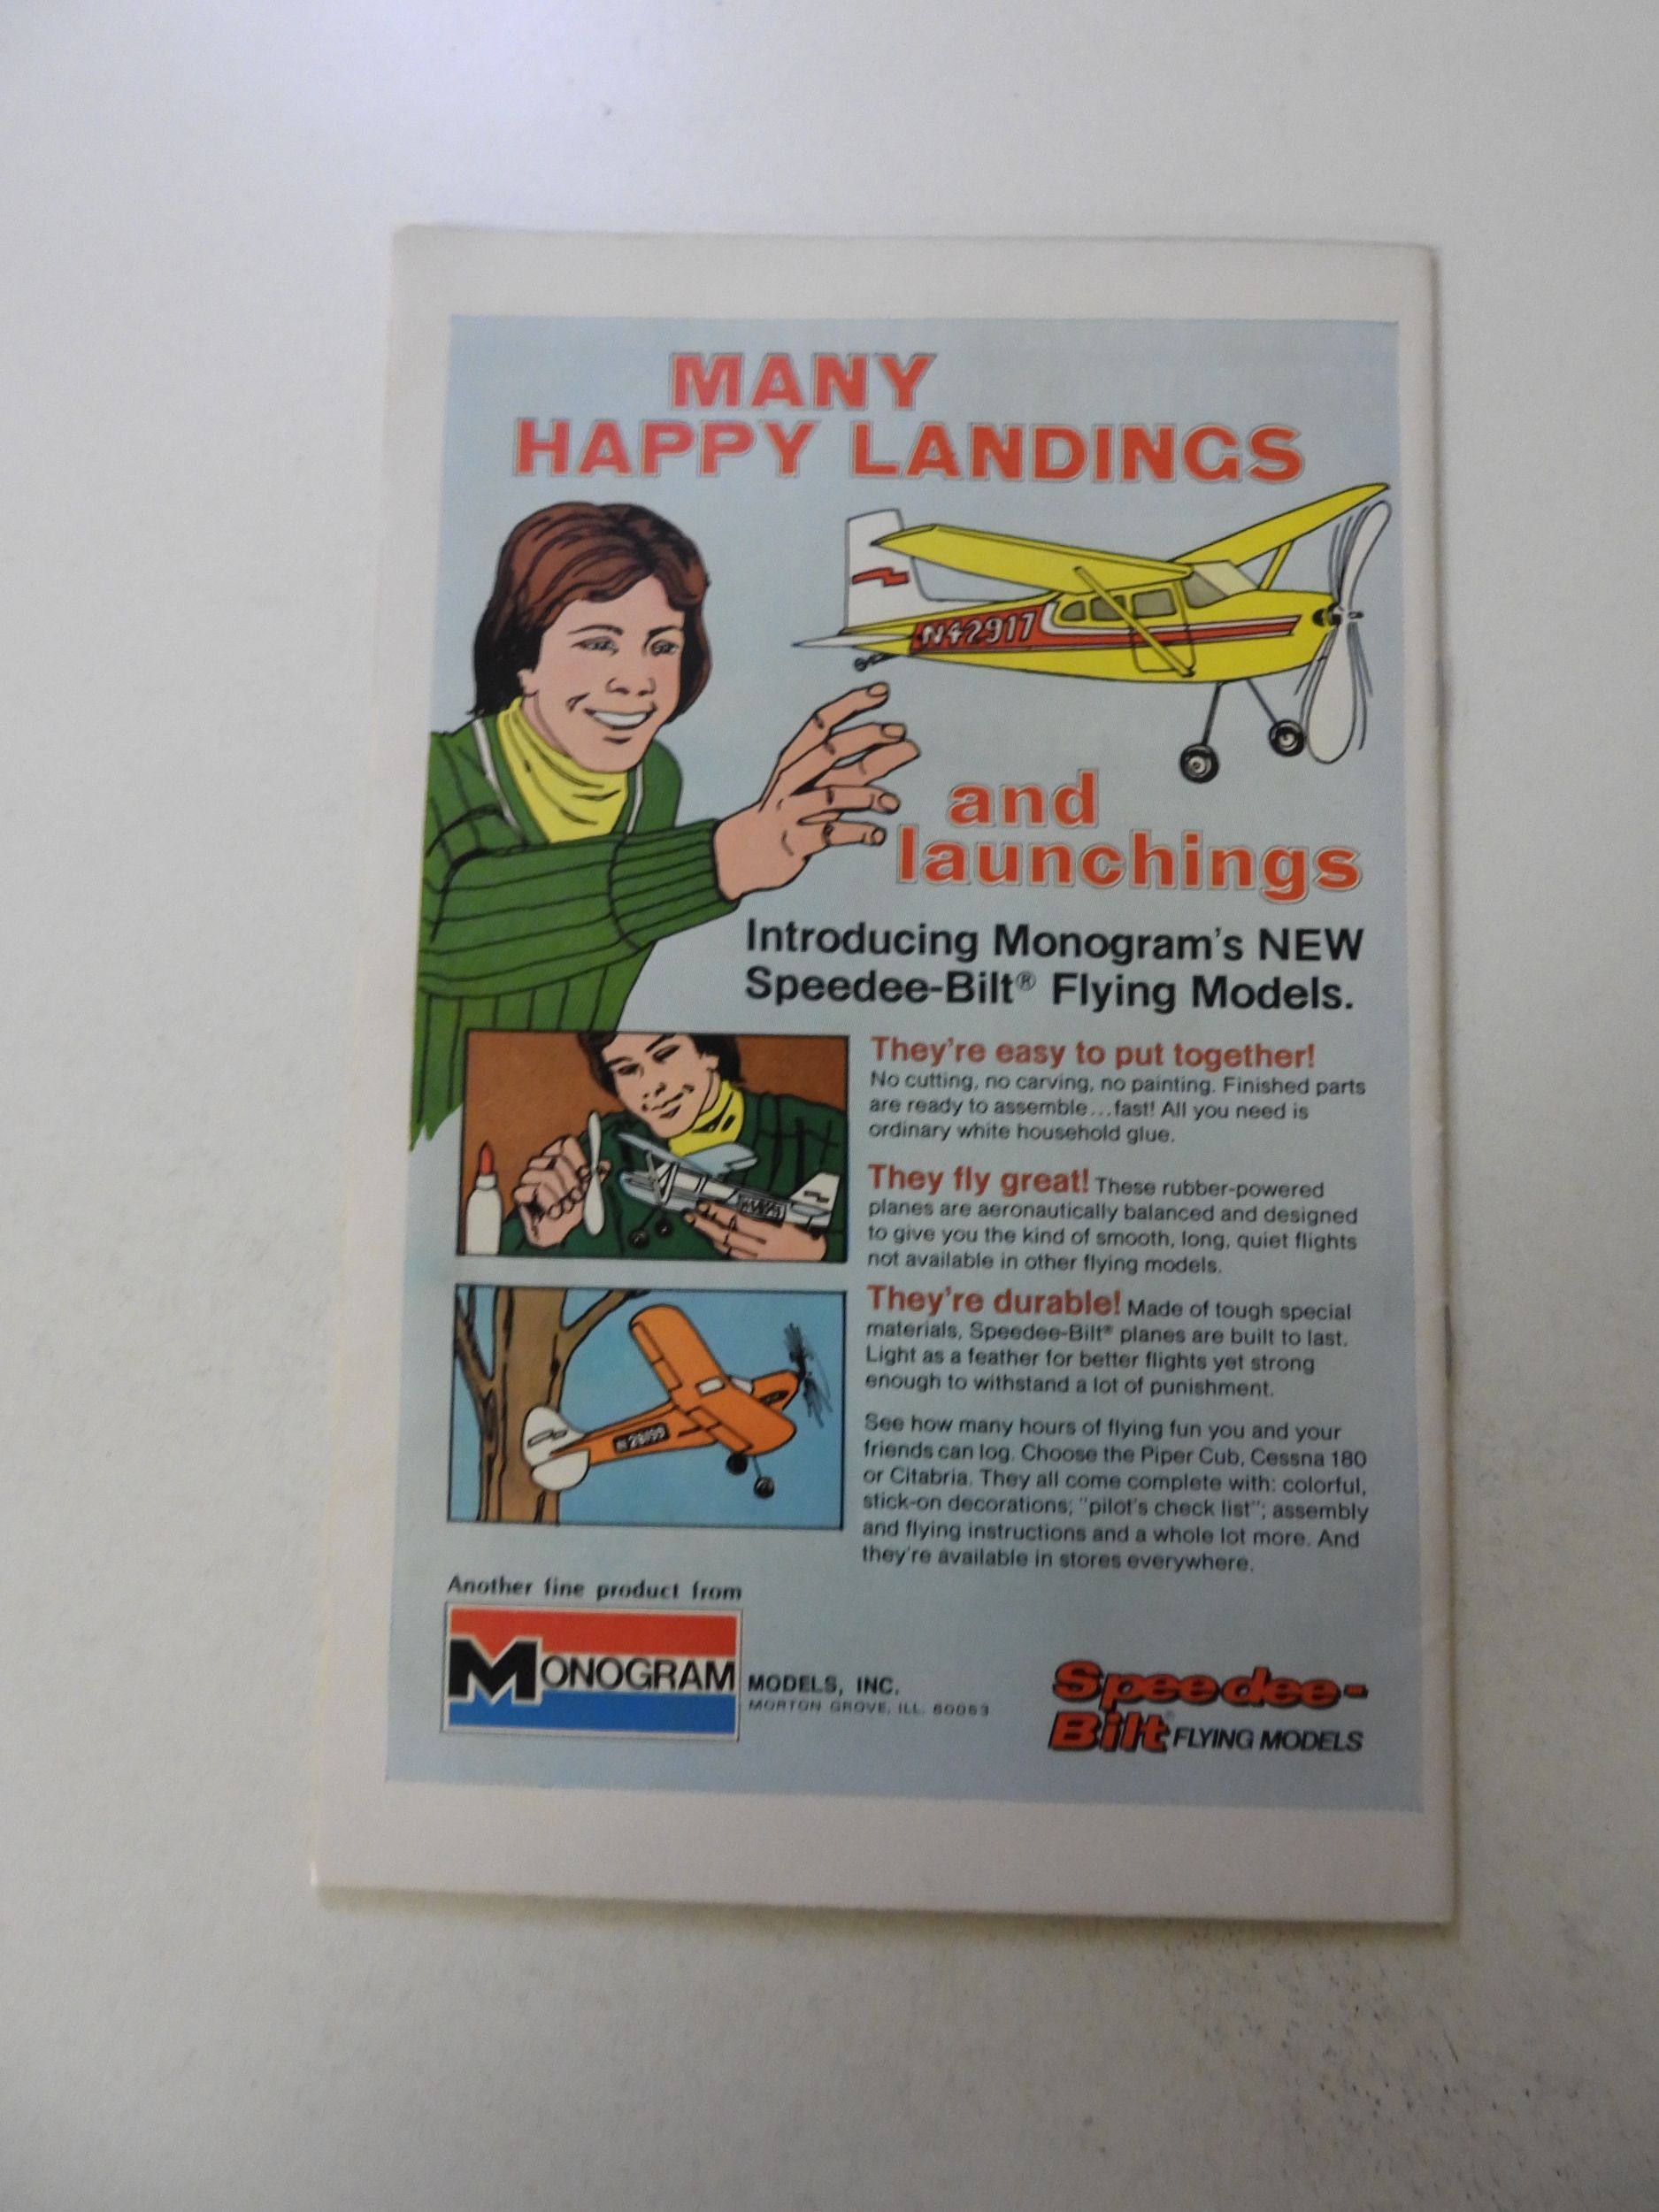 MANY
HAPPY LANDINGS
N42917
and
launchings
Introducing Monogram's NEW
Speedee-Bilt® Flying Models.
They're easy to put together!
No cutting, no carving, no painting. Finished parts
are ready to assemble...fast! All you need is
ordinary white household glue.
They fly great! These rubber-powered
planes are aeronautically balanced and designed
to give you the kind of smooth, long, quiet flights
not available in other flying models.
They're durable! Made of tough special
materials, Speedee-Bilt® planes are built to last.
Light as a feather for better flights yet strong
enough to withstand a lot of punishment.
See how many hours of flying fun you and your
friends can log. Choose the Piper Cub, Cessna 180
or Citabria. They all come complete with: colorful,
stick-on decorations; "pilot's check list"; assembly
and flying instructions and a whole lot more. And
they're available in stores everywhere.
Another fine product from
MONOGRAM MODELS, INC.
MORTON GROVE, ILL. 60053
Speedee-
Bilt® FLYING MODELS